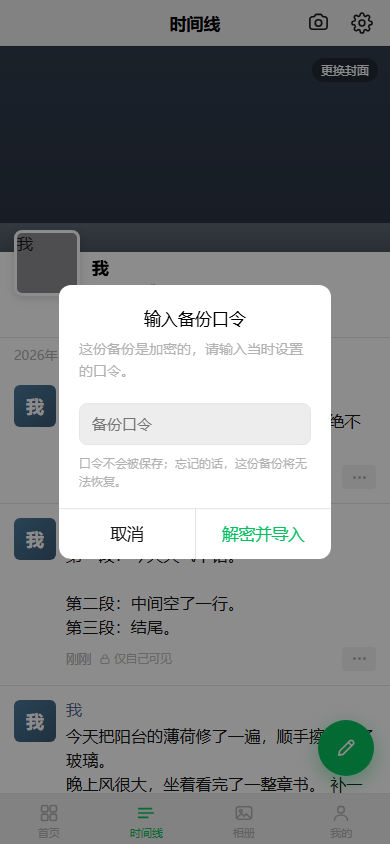 时间线
更换封面
我
我
2026年
输入备份口令
这份备份是加密的，请输入当时设置
的口令。
备份口令
口令不会被保存；忘记的话，这份备份将无
法恢复。
取消
解密并导入
我
绝不
我
第二段：中间空了一行。
第三段：结尾。
刚刚
仅自己可见
我
我
今天把阳台的薄荷修了一遍，顺手擦
了
玻璃。
晚上风很大，坐着看完了一整章书。 补一
首页
时间线
相册
我的